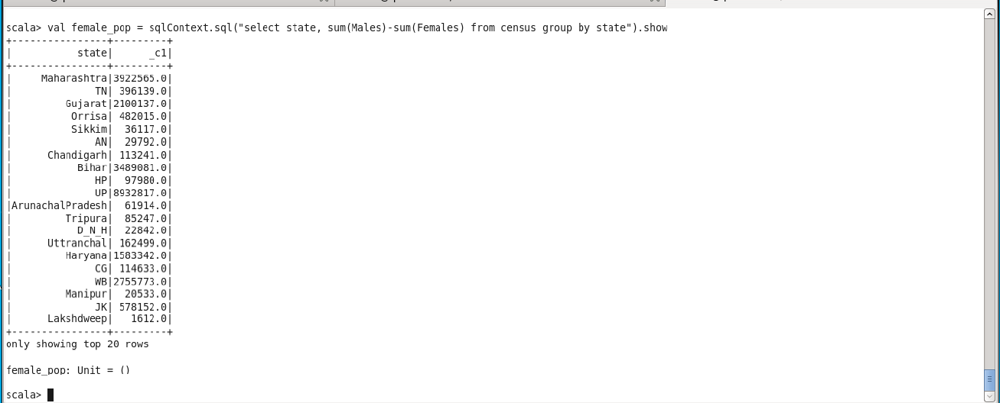 scala> val female_pop = sqlContext.sql("select state, sum(Males)-sum(Females) from census group by state").show
+----------------+---------+
|           state|      _c1|
+----------------+---------+
|     Maharashtra|3922565.0|
|              TN| 396139.0|
|         Gujarat|2100137.0|
|          Orrisa| 482015.0|
|          Sikkim|  36117.0|
|              AN|  29792.0|
|      Chandigarh| 113241.0|
|           Bihar|3489081.0|
|              HP|  97980.0|
|              UP|8932817.0|
|ArunachalPradesh|  61914.0|
|         Tripura|  85247.0|
|           D_N_H|  22842.0|
|      Uttranchal| 162499.0|
|         Haryana|1583342.0|
|              CG| 114633.0|
|              WB|2755773.0|
|         Manipur|  20533.0|
|              JK| 578152.0|
|      Lakshdweep|   1612.0|
+----------------+---------+
only showing top 20 rows
female_pop: Unit = ()
scala>